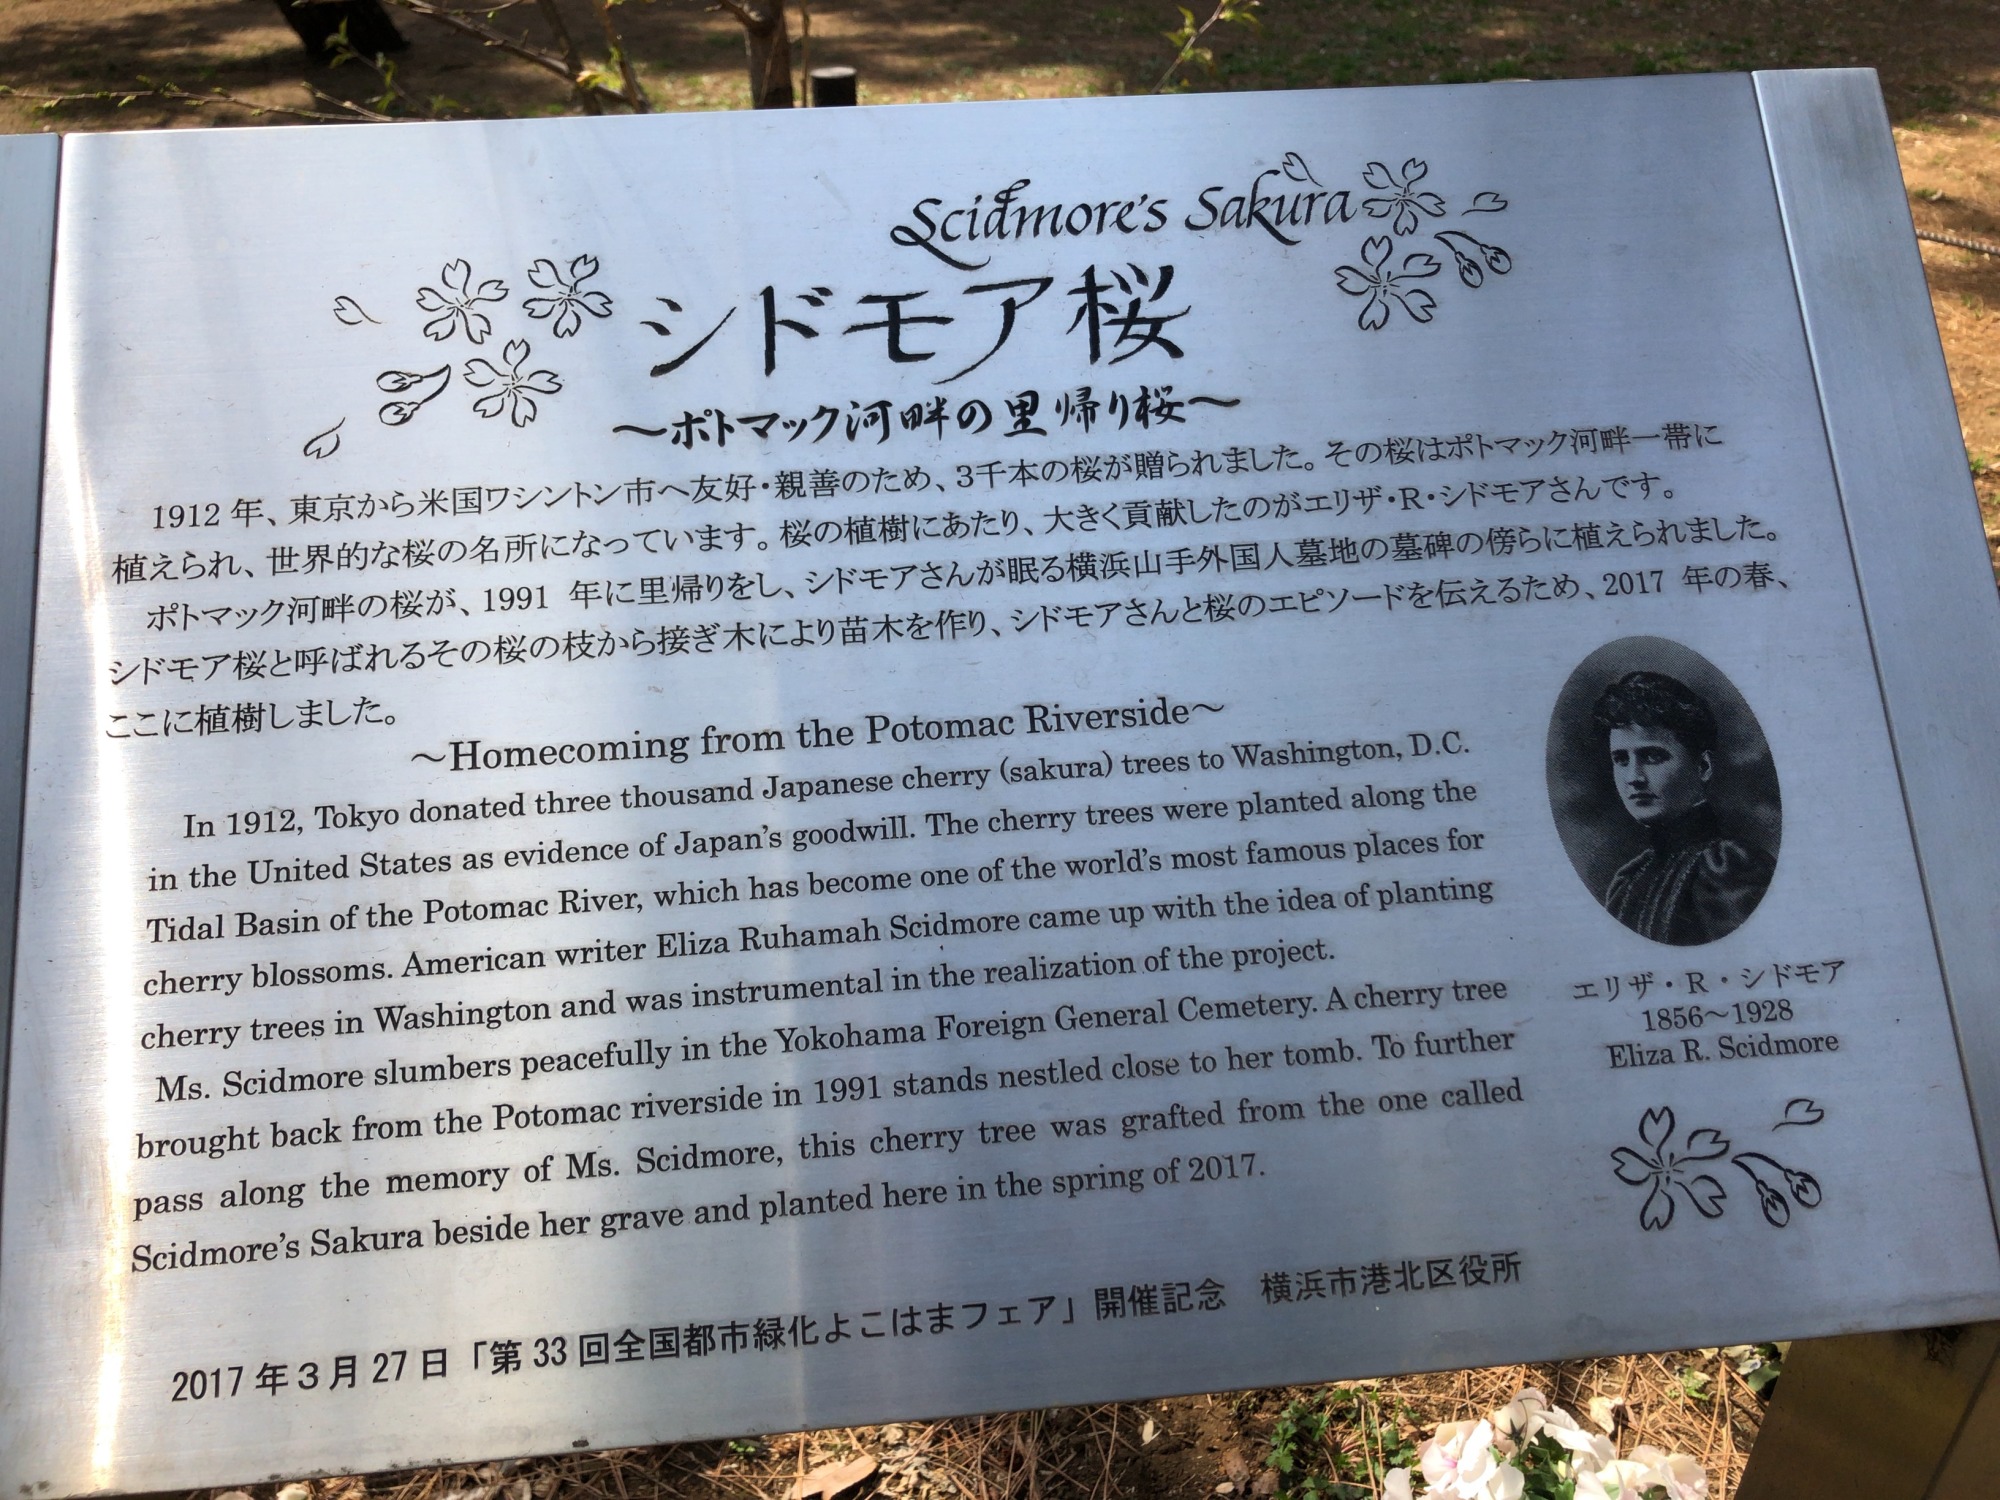 Scidmore's Sakura
シドモア桜
〜ポトマック河畔の里帰り桜〜
1912 年、東京から米国ワシントン市へ友好・親善のため、3千本の桜が贈られました。その桜はポトマック河畔一帯に
植えられ、世界的な桜の名所になっています。桜の植樹にあたり、大きく貢献したのがエリザ・R・シドモアさんです。
ポトマック河畔の桜が、1991 年に里帰りをし、シドモアさんが眠る横浜山手外国人墓地の墓碑の傍らに植えられました。
シドモア桜と呼ばれるその桜の枝から接ぎ木により苗木を作り、シドモアさんと桜のエピソードを伝えるため、2017 年の春、
ここに植樹しました。
〜Homecoming from the Potomac Riverside〜
In 1912, Tokyo donated three thousand Japanese cherry (sakura) trees to Washington, D.C.
in the United States as evidence of Japan's goodwill. The cherry trees were planted along the
Tidal Basin of the Potomac River, which has become one of the world's most famous places for
cherry blossoms. American writer Eliza Ruhamah Scidmore came up with the idea of planting
cherry trees in Washington and was instrumental in the realization of the project.
Ms. Scidmore slumbers peacefully in the Yokohama Foreign General Cemetery. A cherry tree
brought back from the Potomac riverside in 1991 stands nestled close to her tomb. To further
pass along the memory of Ms. Scidmore, this cherry tree was grafted from the one called
Scidmore's Sakura beside her grave and planted here in the spring of 2017.
エリザ・R・シドモア
1856〜1928
Eliza R. Scidmore
2017 年 3 月 27 日「第 33 回全国都市緑化よこはまフェア」開催記念 横浜市港北区役所